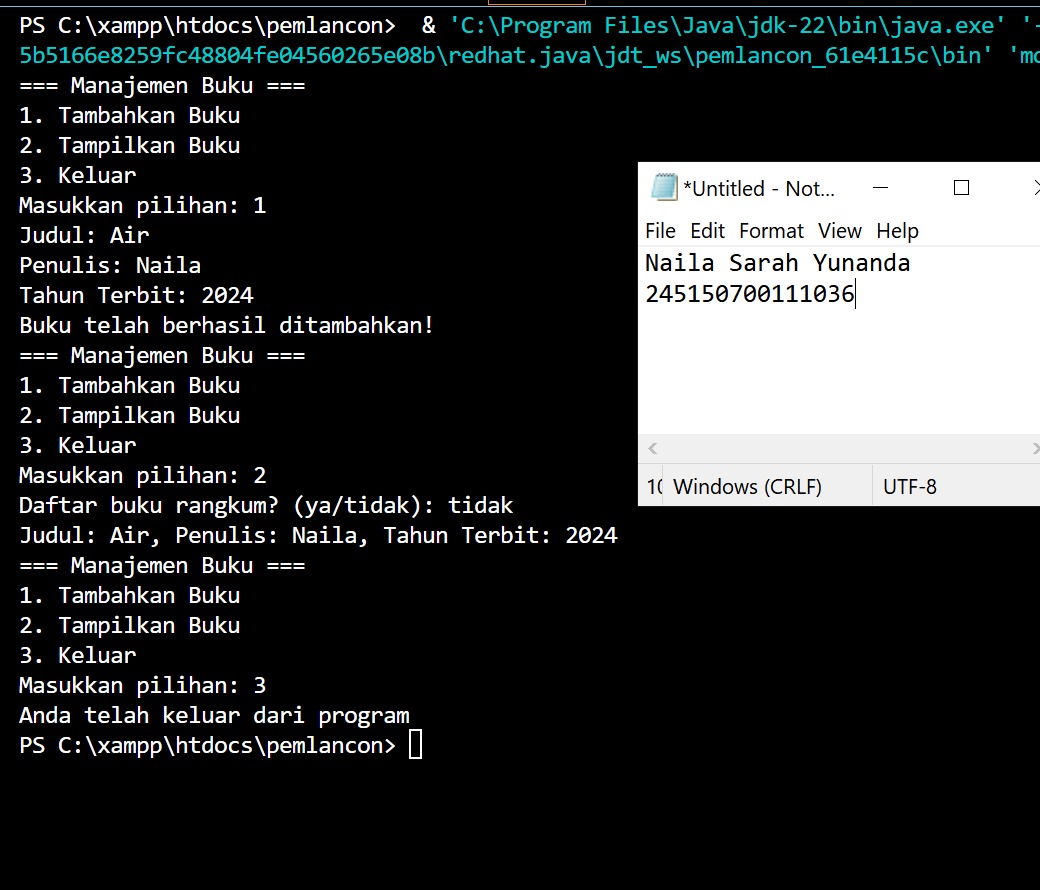 PS C:\xampp\htdocs\pemlancon>  & 'C:\Program Files\Java\jdk-22\bin\java.exe' '-
5b5166e8259fc48804fe04560265e08b\redhat.java\jdt_ws\pemlancon_61e4115c\bin' 'mo
=== Manajemen Buku ===
1. Tambahkan Buku
2. Tampilkan Buku
3. Keluar
Masukkan pilihan: 1
Judul: Air
Penulis: Naila
Tahun Terbit: 2024
Buku telah berhasil ditambahkan!
=== Manajemen Buku ===
1. Tambahkan Buku
2. Tampilkan Buku
3. Keluar
Masukkan pilihan: 2
Daftar buku rangkum? (ya/tidak): tidak
Judul: Air, Penulis: Naila, Tahun Terbit: 2024
=== Manajemen Buku ===
1. Tambahkan Buku
2. Tampilkan Buku
3. Keluar
Masukkan pilihan: 3
Anda telah keluar dari program
PS C:\xampp\htdocs\pemlancon>
*Untitled - Not...
File Edit Format View Help
Naila Sarah Yunanda
245150700111036
Windows (CRLF) UTF-8